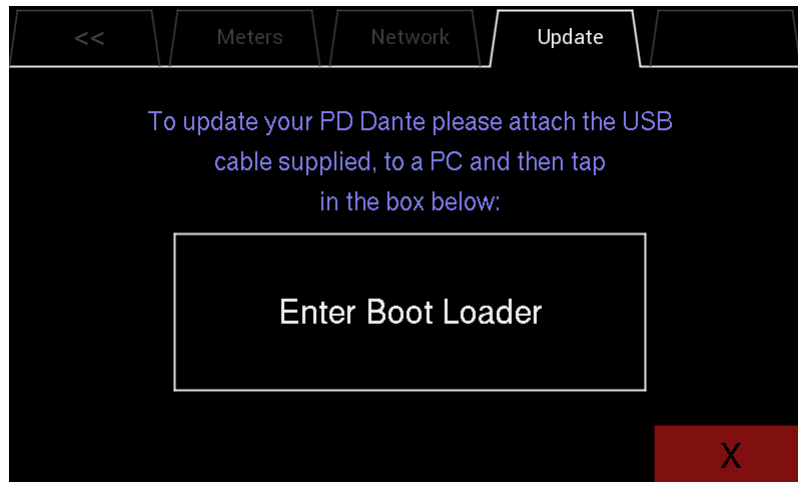 <<
Meters
Network
Update
To update your PD Dante please attach the USB
cable supplied, to a PC and then tap
in the box below:
Enter Boot Loader
X